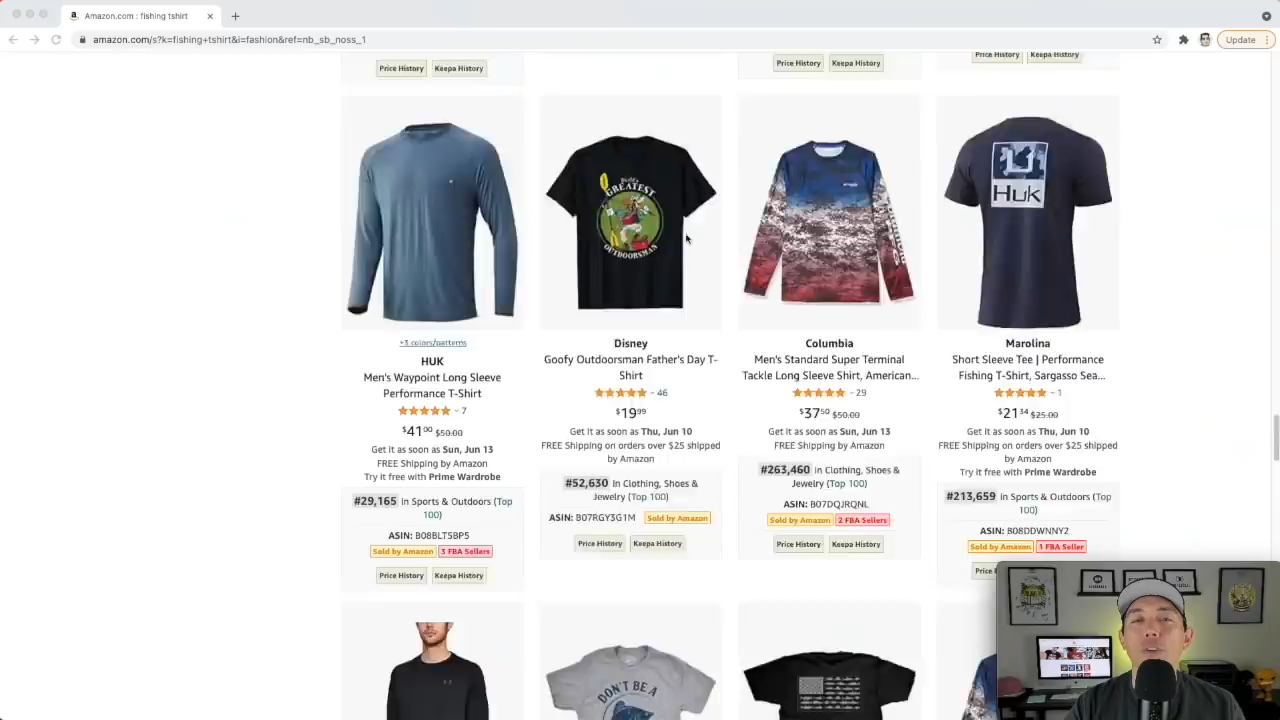 Amazon.com : fishing tshirt
amazon.com/s?k=fishing+tshirt&i=fashion&ref=nb_sb_noss_1
Update
Price History Keepa History
Price History Keepa History
Price History Keepa History
World's
GREATEST
OUTDOORSMAN
Huk
+3 colors/patterns
HUK
Men's Waypoint Long Sleeve
Performance T-Shirt
7
$41.00 $50.00
Get it as soon as Sun, Jun 13
FREE Shipping by Amazon
Try it free with Prime Wardrobe
#29,165 in Sports & Outdoors (Top
100)
ASIN: B08BLTSBP5
Sold by Amazon 3 FBA Sellers
Price History Keepa History
Disney
Goofy Outdoorsman Father's Day T-
Shirt
46
$19.99
Get it as soon as Thu, Jun 10
FREE Shipping on orders over $25 shipped
by Amazon
#52,630 in Clothing, Shoes &
Jewelry (Top 100)
ASIN: B07RGY3G1M Sold by Amazon
Price History Keepa History
Columbia
Men's Standard Super Terminal
Tackle Long Sleeve Shirt, American...
29
$37.50 $50.00
Get it as soon as Sun, Jun 13
FREE Shipping by Amazon
#263,460 in Clothing, Shoes &
Jewelry (Top 100)
ASIN: B07DQJRQNL
Sold by Amazon 2 FBA Sellers
Price History Keepa History
Marolina
Short Sleeve Tee | Performance
Fishing T-Shirt, Sargasso Sea...
1
$21.34 $25.00
Get it as soon as Thu, Jun 10
FREE Shipping on orders over $25 shipped
by Amazon
Try it free with Prime Wardrobe
#213,659 in Sports & Outdoors (Top
100)
ASIN: B08DDWNNYZ
Sold by Amazon 1 FBA Seller
Price
DON'T BE A